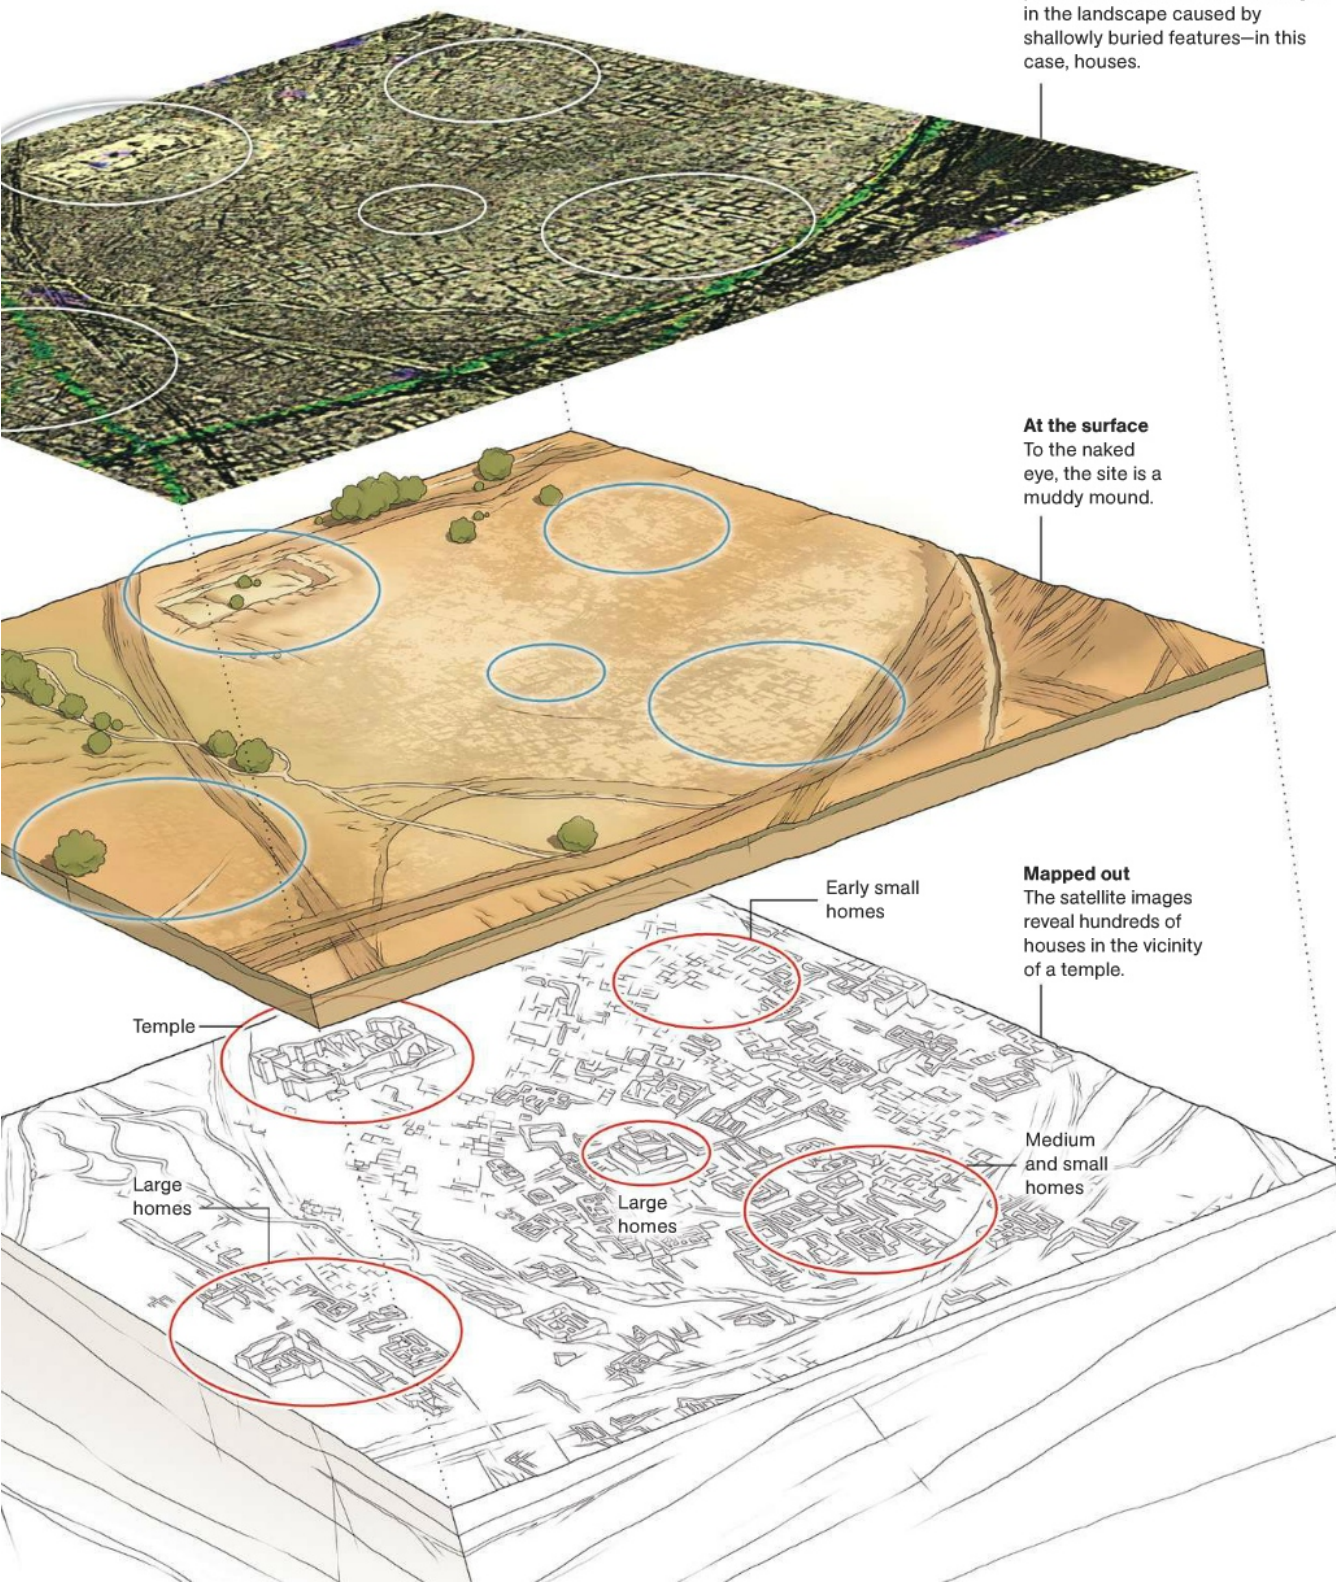 in the landscape caused by
shallowly buried features—in this
case, houses.
At the surface
To the naked
eye, the site is a
muddy mound.
Early small
homes
Mapped out
The satellite images
reveal hundreds of
houses in the vicinity
of a temple.
Temple
Medium
and small
homes
Large
homes
Large
homes